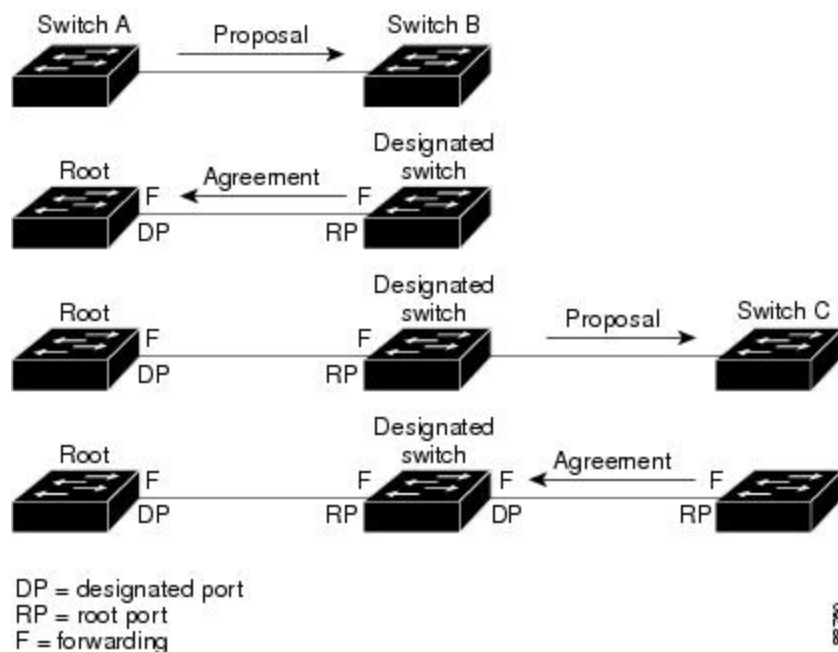 Switch A
Proposal
Switch B
Root
F
Agreement
Designated
switch
F
DP
RP
Root
F
Designated
switch
F
Proposal
Switch C
DP
RP
Root
F
Designated
switch
F
F
Agreement
F
DP
RP
DP
RP
DP = designated port
RP = root port
F = forwarding